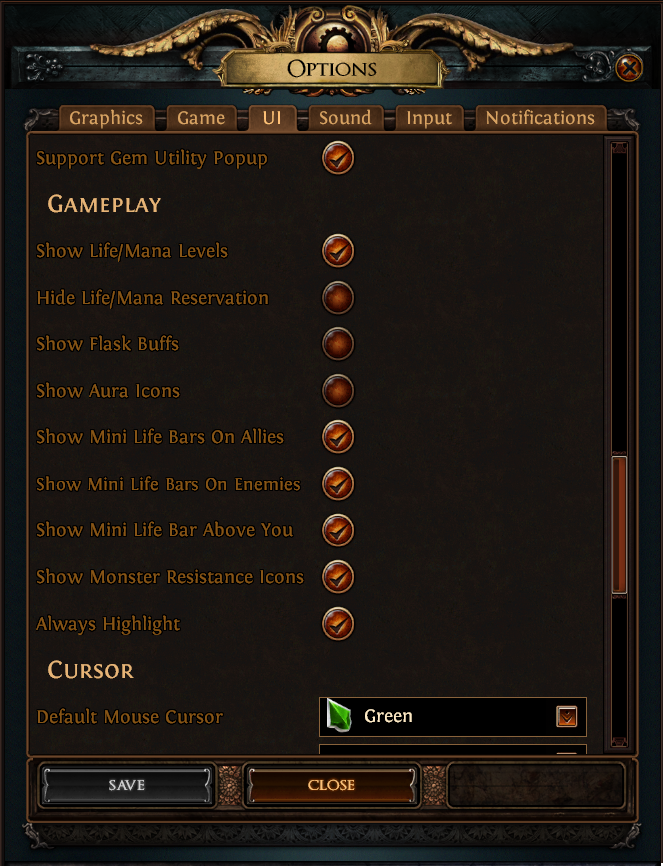 Options
Graphics Game UI Sound Input Notifications
Support Gem Utility Popup
Gameplay
Show Life/Mana Levels
Hide Life/Mana Reservation
Show Flask Buffs
Show Aura Icons
Show Mini Life Bars On Allies
Show Mini Life Bars On Enemies
Show Mini Life Bar Above You
Show Monster Resistance Icons
Always Highlight
Cursor
Default Mouse Cursor Green
SAVE CLOSE